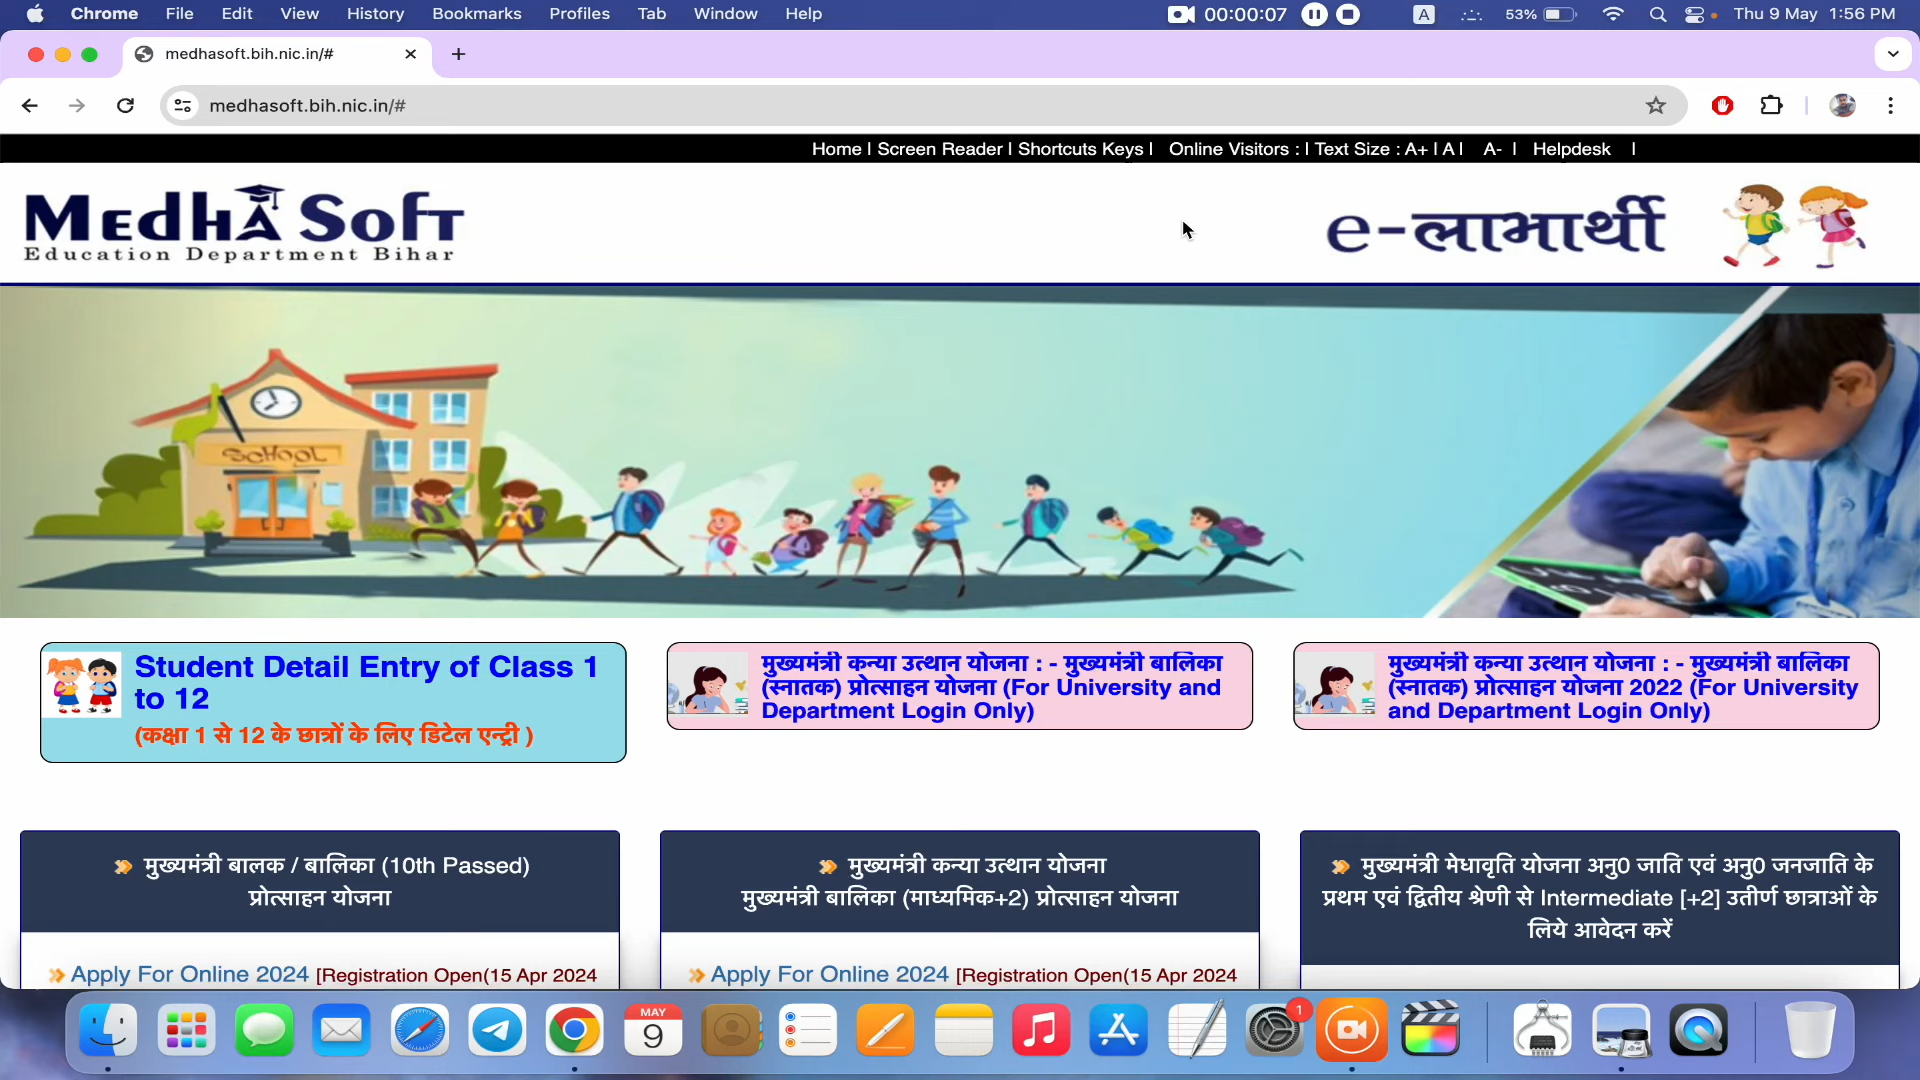 Chrome File Edit View History Bookmarks Profiles Tab Window Help 00:00:07 A 53% Thu 9 May 1:56 PM
medhasoft.bih.nic.in/#
medhasoft.bih.nic.in/#
Home | Screen Reader | Shortcuts Keys | Online Visitors : | Text Size : A+ | A | A- | Helpdesk |
MEDHA SOFT
Education Department Bihar
e-लाभार्थी
SCHOOL
Student Detail Entry of Class 1
to 12
(कक्षा 1 से 12 के छात्रों के लिए डिटेल एन्ट्री )
मुख्यमंत्री कन्या उत्थान योजना : - मुख्यमंत्री बालिका
(स्नातक) प्रोत्साहन योजना (For University and
Department Login Only)
मुख्यमंत्री कन्या उत्थान योजना : - मुख्यमंत्री बालिका
(स्नातक) प्रोत्साहन योजना 2022 (For University
and Department Login Only)
मुख्यमंत्री बालक / बालिका (10th Passed)
प्रोत्साहन योजना
Apply For Online 2024 [Registration Open(15 Apr 2024
मुख्यमंत्री कन्या उत्थान योजना
मुख्यमंत्री बालिका (माध्यमिक+2) प्रोत्साहन योजना
Apply For Online 2024 [Registration Open(15 Apr 2024
मुख्यमंत्री मेधावृति योजना अनु0 जाति एवं अनु0 जनजाति के
प्रथम एवं द्वितीय श्रेणी से Intermediate [+2] उतीर्ण छात्राओं के
लिये आवेदन करें
MAY
9
1